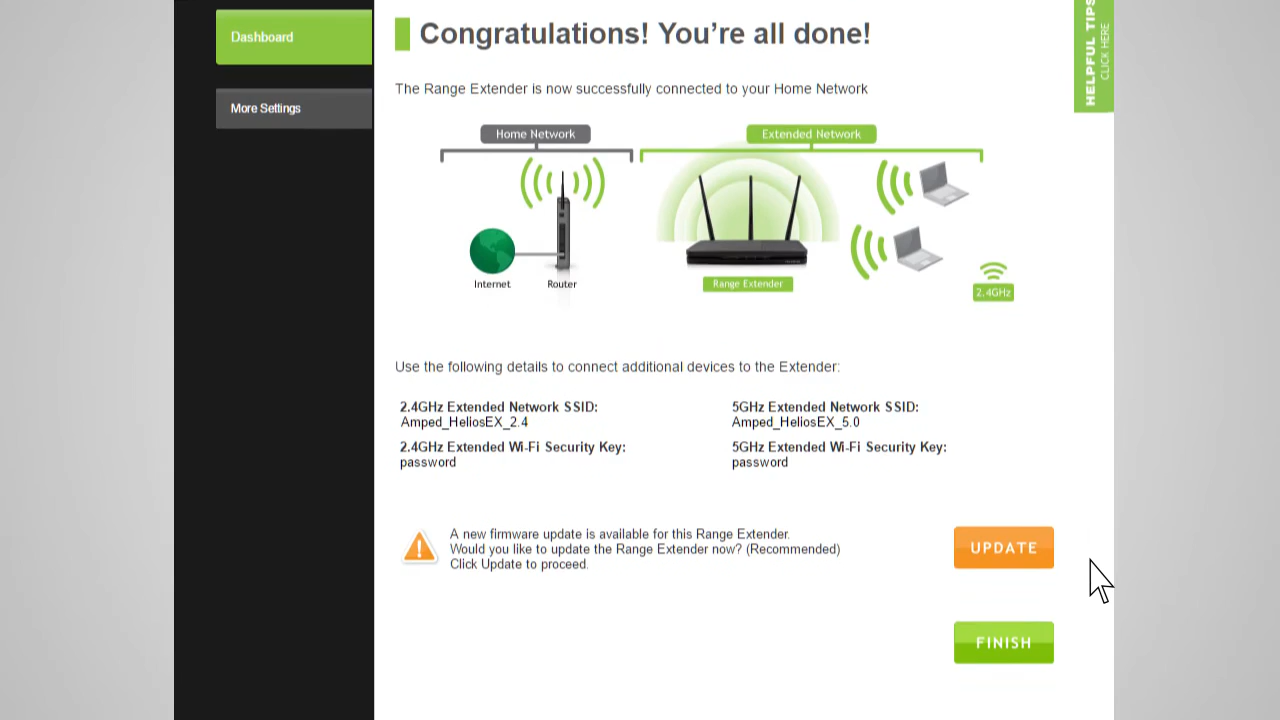 Dashboard
More Settings
Congratulations! You're all done!
HELPFUL TIPS
CLICK HERE
The Range Extender is now successfully connected to your Home Network
Home Network
Extended Network
Internet
Router
Range Extender
2.4GHz
Use the following details to connect additional devices to the Extender:
2.4GHz Extended Network SSID:
Amped_HeliosEX_2.4
2.4GHz Extended Wi-Fi Security Key:
password
5GHz Extended Network SSID:
Amped_HeliosEX_5.0
5GHz Extended Wi-Fi Security Key:
password
A new firmware update is available for this Range Extender.
Would you like to update the Range Extender now? (Recommended)
Click Update to proceed.
UPDATE
FINISH